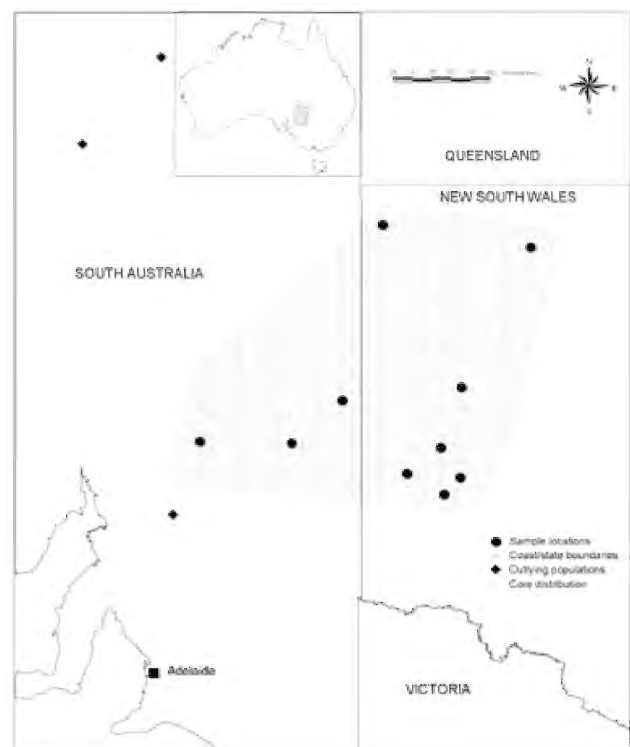 N
W E
S
QUEENSLAND
NEW SOUTH WALES
SOUTH AUSTRALIA
Sample locations
Coast/state boundaries
Outlying populations
Core distribution
Adelaide
VICTORIA